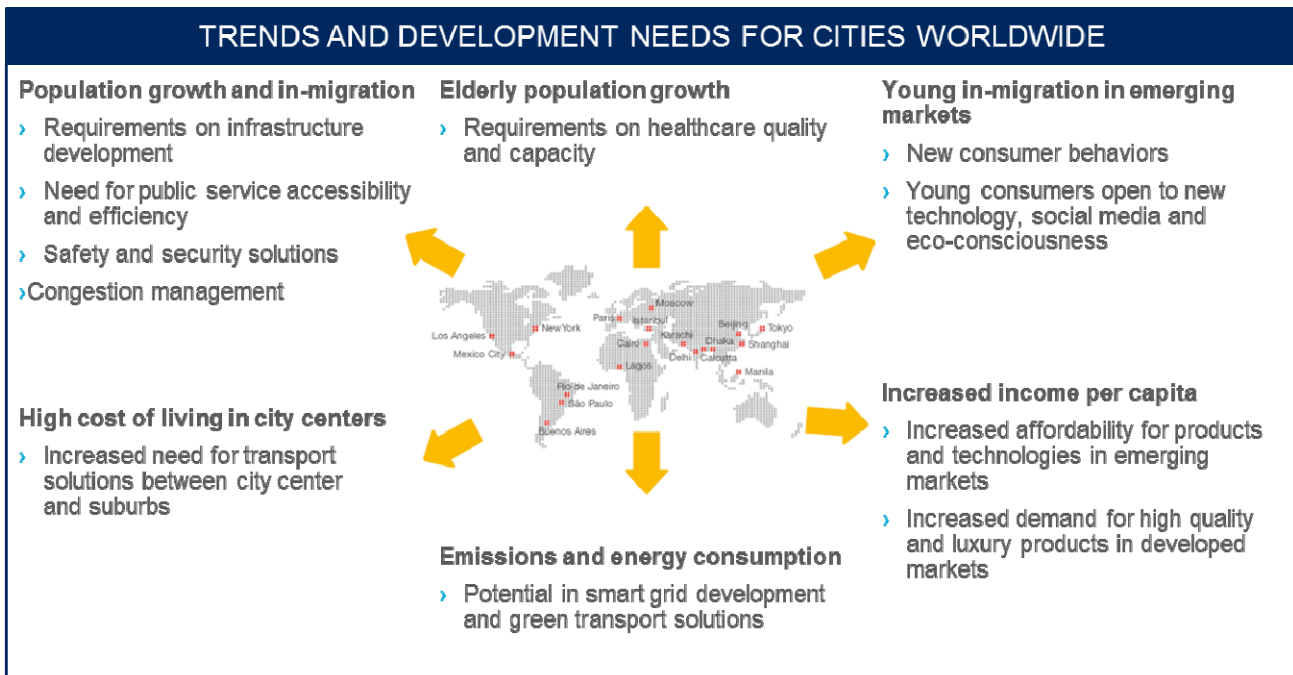 TRENDS AND DEVELOPMENT NEEDS FOR CITIES WORLDWIDE
Population growth and in-migration
› Requirements on infrastructure
development
› Need for public service accessibility
and efficiency
› Safety and security solutions
›Congestion management
Elderly population growth
› Requirements on healthcare quality
and capacity
Young in-migration in emerging
markets
› New consumer behaviors
› Young consumers open to new
technology, social media and
eco-consciousness
Moscow
Paris
Istanbul
New York
Los Angeles
Mexico City
Cairo
Karachi
Beijing
Tokyo
Dhaka
Shanghai
Delhi
Calcutta
Lagos
Manila
Rio de Janeiro
São Paulo
Buenos Aires
High cost of living in city centers
› Increased need for transport
solutions between city center
and suburbs
Emissions and energy consumption
› Potential in smart grid development
and green transport solutions
Increased income per capita
› Increased affordability for products
and technologies in emerging
markets
› Increased demand for high quality
and luxury products in developed
markets